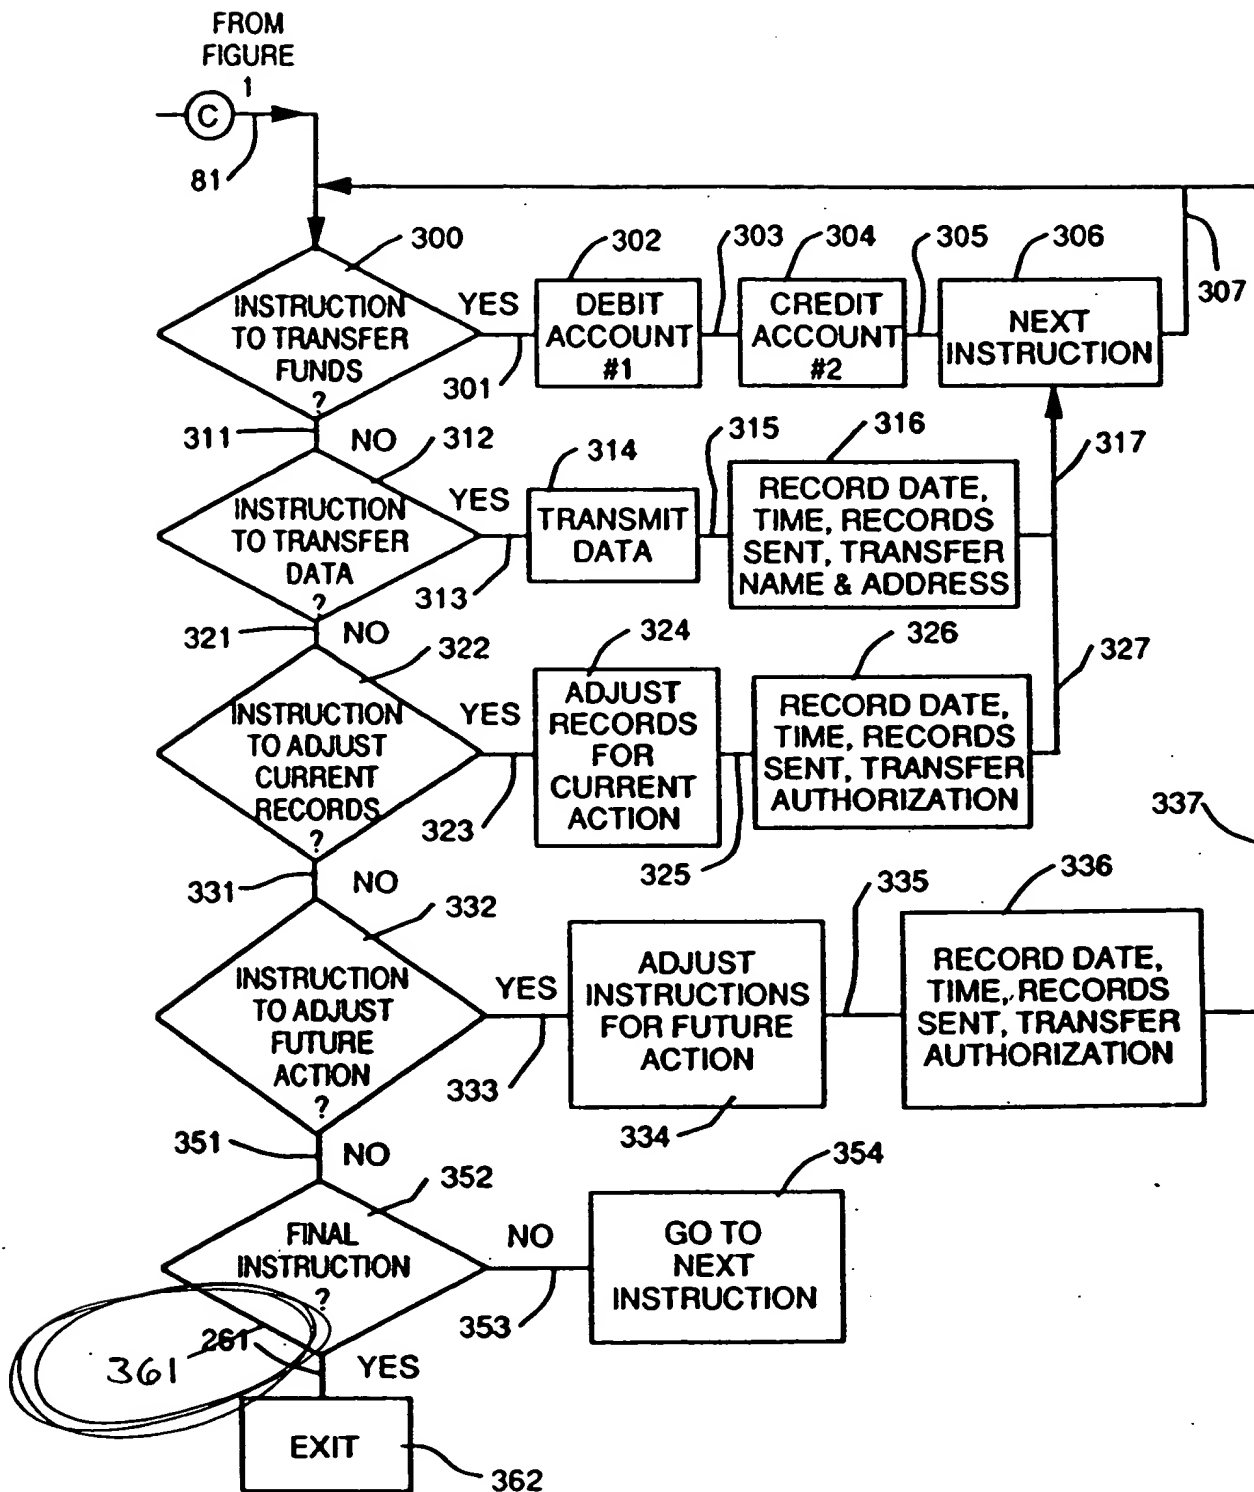 FROM
FIGURE
1
C
81
300
INSTRUCTION
TO TRANSFER
FUNDS
?
YES
301
302
DEBIT
ACCOUNT
#1
303
304
CREDIT
ACCOUNT
#2
305
306
NEXT
INSTRUCTION
307
311
NO
312
INSTRUCTION
TO TRANSFER
DATA
?
YES
313
314
TRANSMIT
DATA
315
316
RECORD DATE,
TIME, RECORDS
SENT, TRANSFER
NAME & ADDRESS
317
321
NO
322
INSTRUCTION
TO ADJUST
CURRENT
RECORDS
?
YES
323
324
ADJUST
RECORDS
FOR
CURRENT
ACTION
325
326
RECORD DATE,
TIME, RECORDS
SENT, TRANSFER
AUTHORIZATION
327
337
331
NO
332
INSTRUCTION
TO ADJUST
FUTURE
ACTION
?
YES
333
ADJUST
INSTRUCTIONS
FOR FUTURE
ACTION
334
335
336
RECORD DATE,
TIME, RECORDS
SENT, TRANSFER
AUTHORIZATION
351
NO
352
FINAL
INSTRUCTION
?
NO
353
354
GO TO
NEXT
INSTRUCTION
361
261
YES
EXIT
362